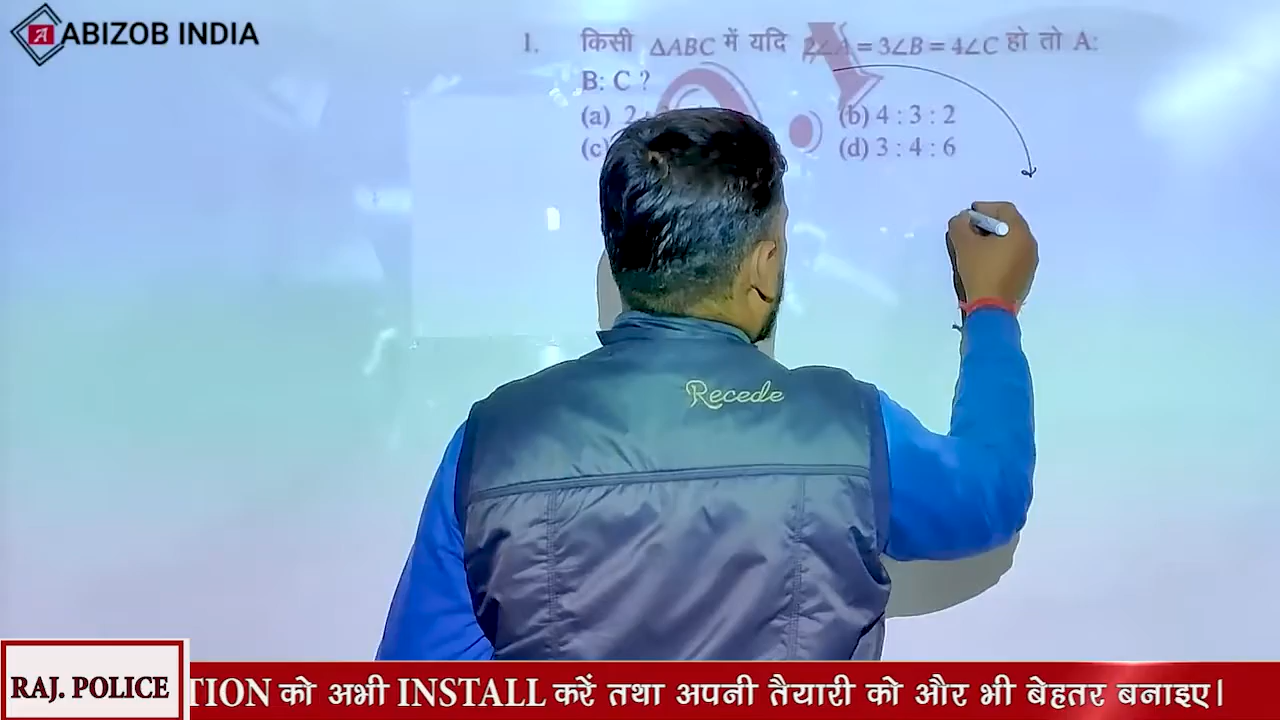 ABIZOB INDIA
1. किसी ΔABC में यदि 2∠A = 3∠B = 4∠C हो तो A:
B: C ?
(a) 2 (b) 4 : 3 : 2
(c) (d) 3 : 4 : 6
Recede
RAJ. POLICE
TION को अभी INSTALL करें तथा अपनी तैयारी को और भी बेहतर बनाइए।